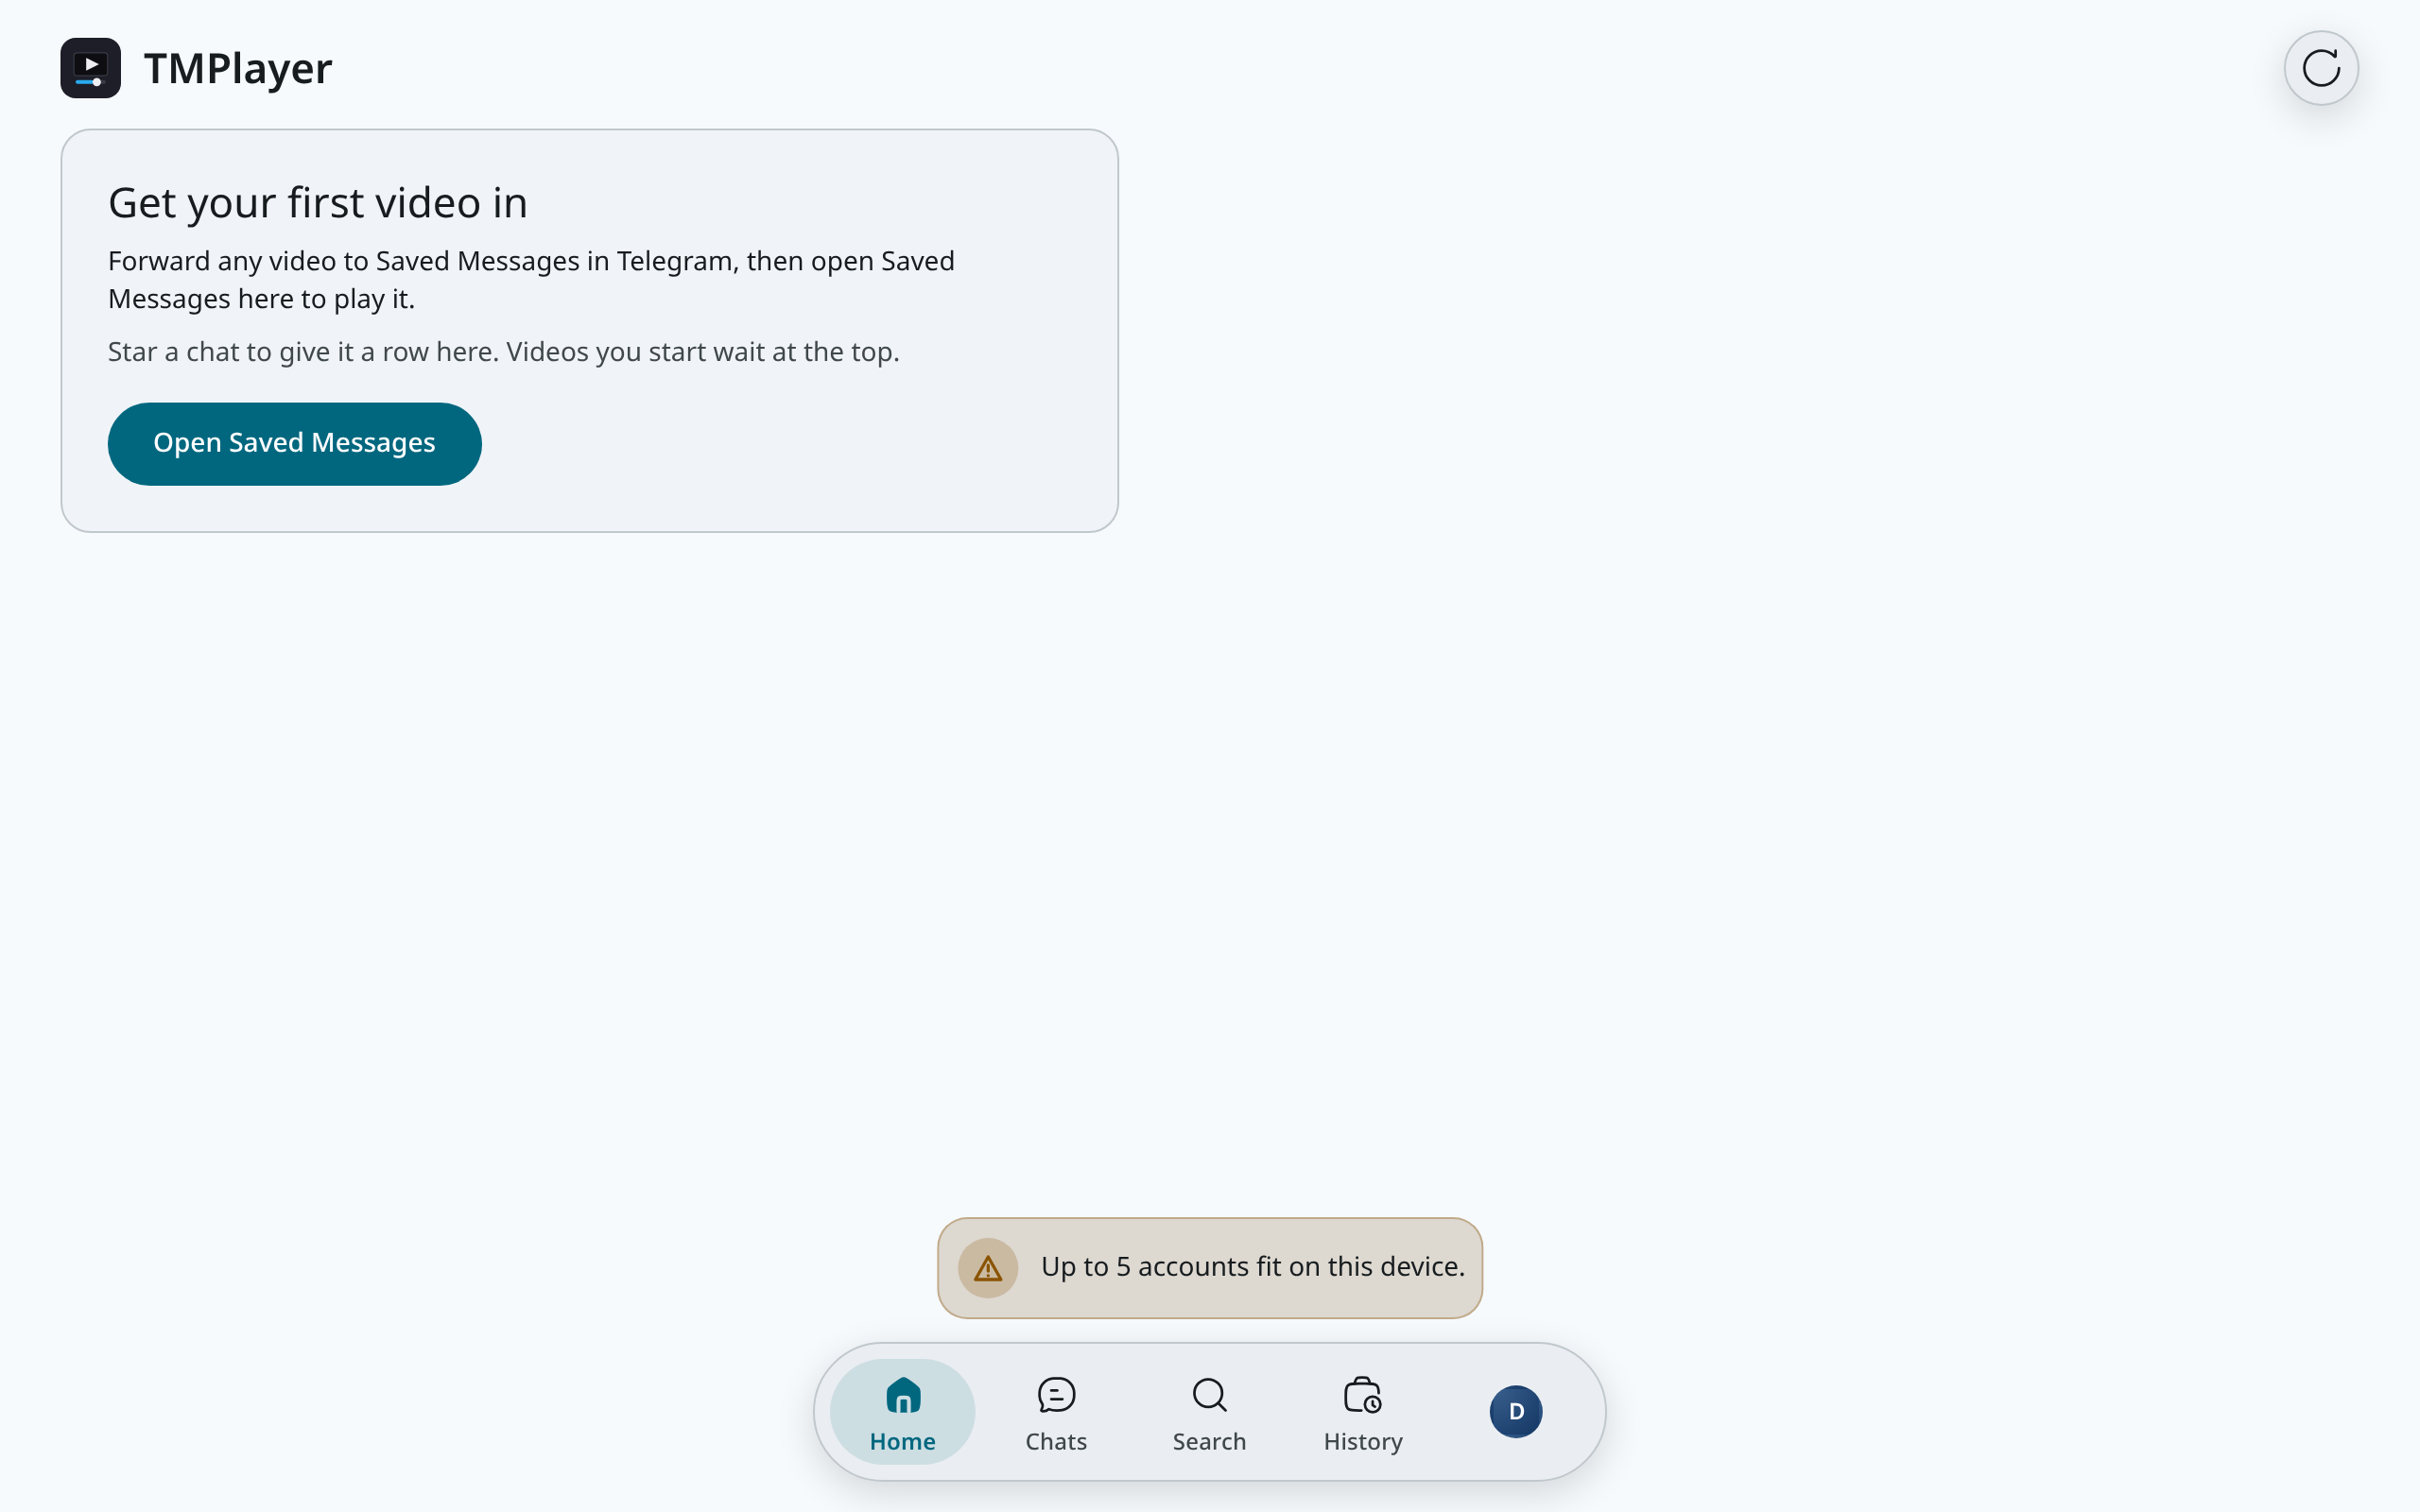 TMPlayer
Get your first video in
Forward any video to Saved Messages in Telegram, then open Saved
Messages here to play it.
Star a chat to give it a row here. Videos you start wait at the top.
Open Saved Messages
Up to 5 accounts fit on this device.
Home
Chats
Search
History
D